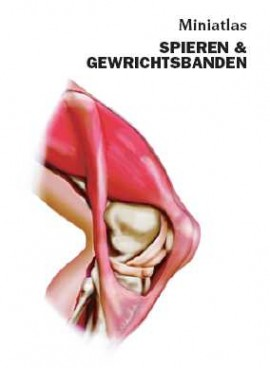 Miniatlas
SPIEREN &
GEWRICHTSBANDEN